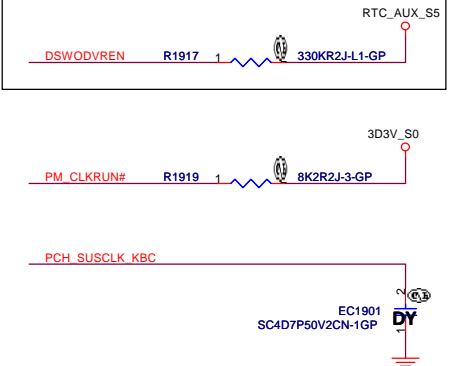 RTC_AUX_S5
DSWODVREN R1917 1 330KR2J-L1-GP
3D3V_S0
PM_CLKRUN# R1919 1 8K2R2J-3-GP
PCH_SUSCLK_KBC
2
EC1901 DY
SC4D7P50V2CN-1GP
1